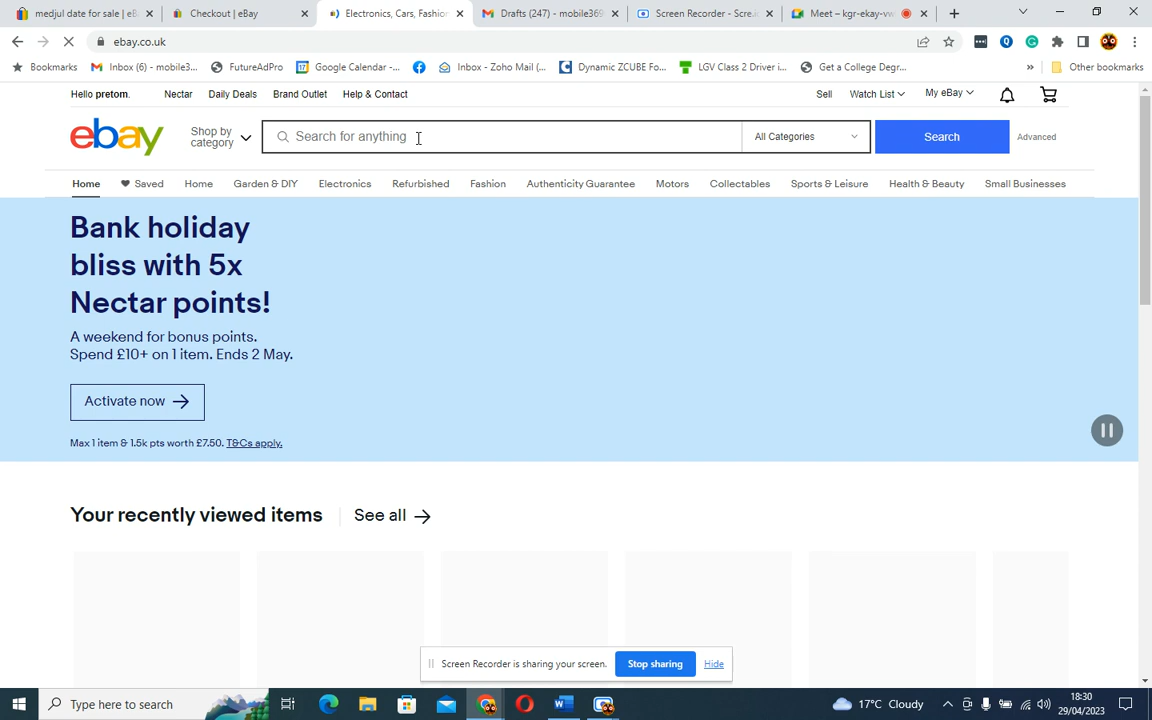 medjul date for sale | eB
Checkout | eBay
Electronics, Cars, Fashion
Drafts (247) - mobile369
Screen Recorder - Scre
Meet – kgr-ekay-vw
ebay.co.uk
Bookmarks
Inbox (6) - mobile3...
FutureAdPro
Google Calendar -...
Inbox - Zoho Mail (...
Dynamic ZCUBE Fo...
LGV Class 2 Driver i...
Get a College Degr...
»
Other bookmarks
Hello pretom.
Nectar
Daily Deals
Brand Outlet
Help & Contact
Sell
Watch List
My eBay
ebay
Shop by
category
Search for anything
All Categories
Search
Advanced
Home
Saved
Home
Garden & DIY
Electronics
Refurbished
Fashion
Authenticity Guarantee
Motors
Collectables
Sports & Leisure
Health & Beauty
Small Businesses
Bank holiday
bliss with 5x
Nectar points!
A weekend for bonus points.
Spend £10+ on 1 item. Ends 2 May.
Activate now
Max 1 item & 1.5k pts worth £7.50. T&Cs apply.
Your recently viewed items
See all
Screen Recorder is sharing your screen.
Stop sharing
Hide
Type here to search
17°C Cloudy
18:30
29/04/2023